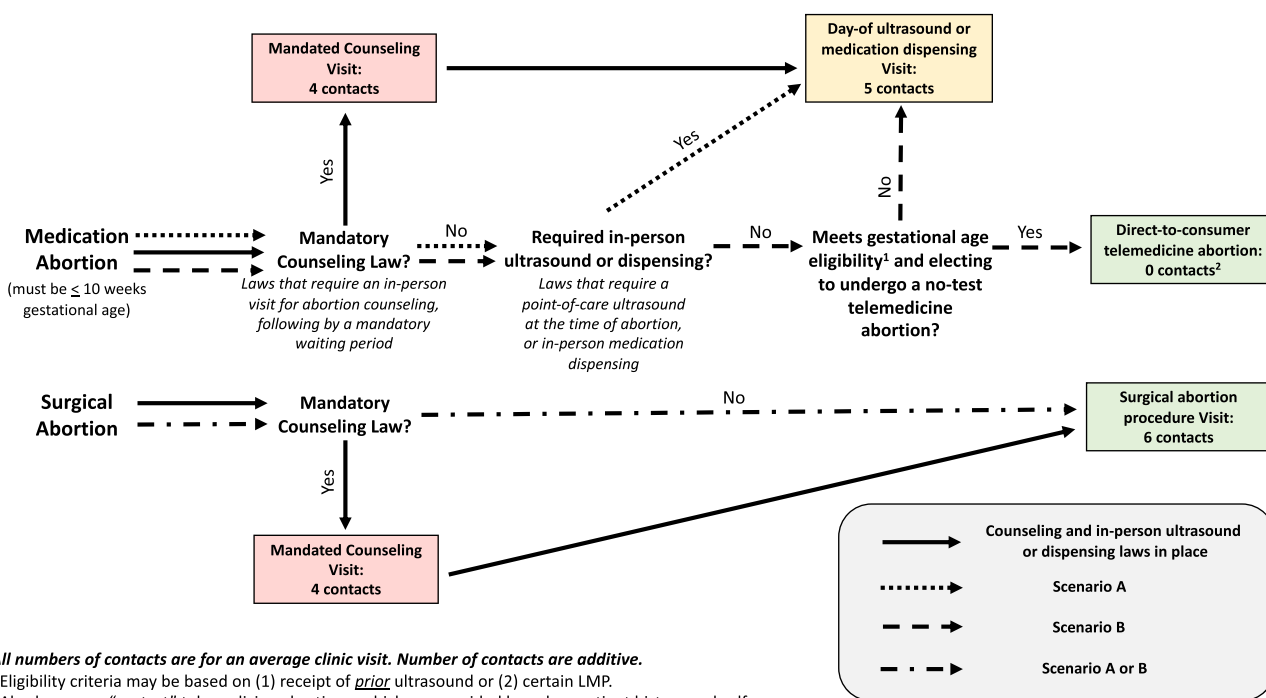 Mandated Counseling
Visit:
4 contacts
Day-of ultrasound or
medication dispensing
Visit:
5 contacts
Yes
Yes
No
Medication
Abortion
(must be < 10 weeks
gestational age)
Mandatory
Counseling Law?
Laws that require an in-person
visit for abortion counseling,
following by a mandatory
waiting period
No
Required in-person
ultrasound or dispensing?
Laws that require a
point-of-care ultrasound
at the time of abortion,
or in-person medication
dispensing
No
Meets gestational age
eligibility1 and electing
to undergo a no-test
telemedicine
abortion?
Yes
Direct-to-consumer
telemedicine abortion:
0 contacts2
Surgical
Abortion
Mandatory
Counseling Law?
No
Surgical abortion
procedure Visit:
6 contacts
Yes
Mandated Counseling
Visit:
4 contacts
Counseling and in-person ultrasound
or dispensing laws in place
Scenario A
Scenario B
Scenario A or B
All numbers of contacts are for an average clinic visit. Number of contacts are additive.
Eligibility criteria may be based on (1) receipt of prior ultrasound or (2) certain LMP.